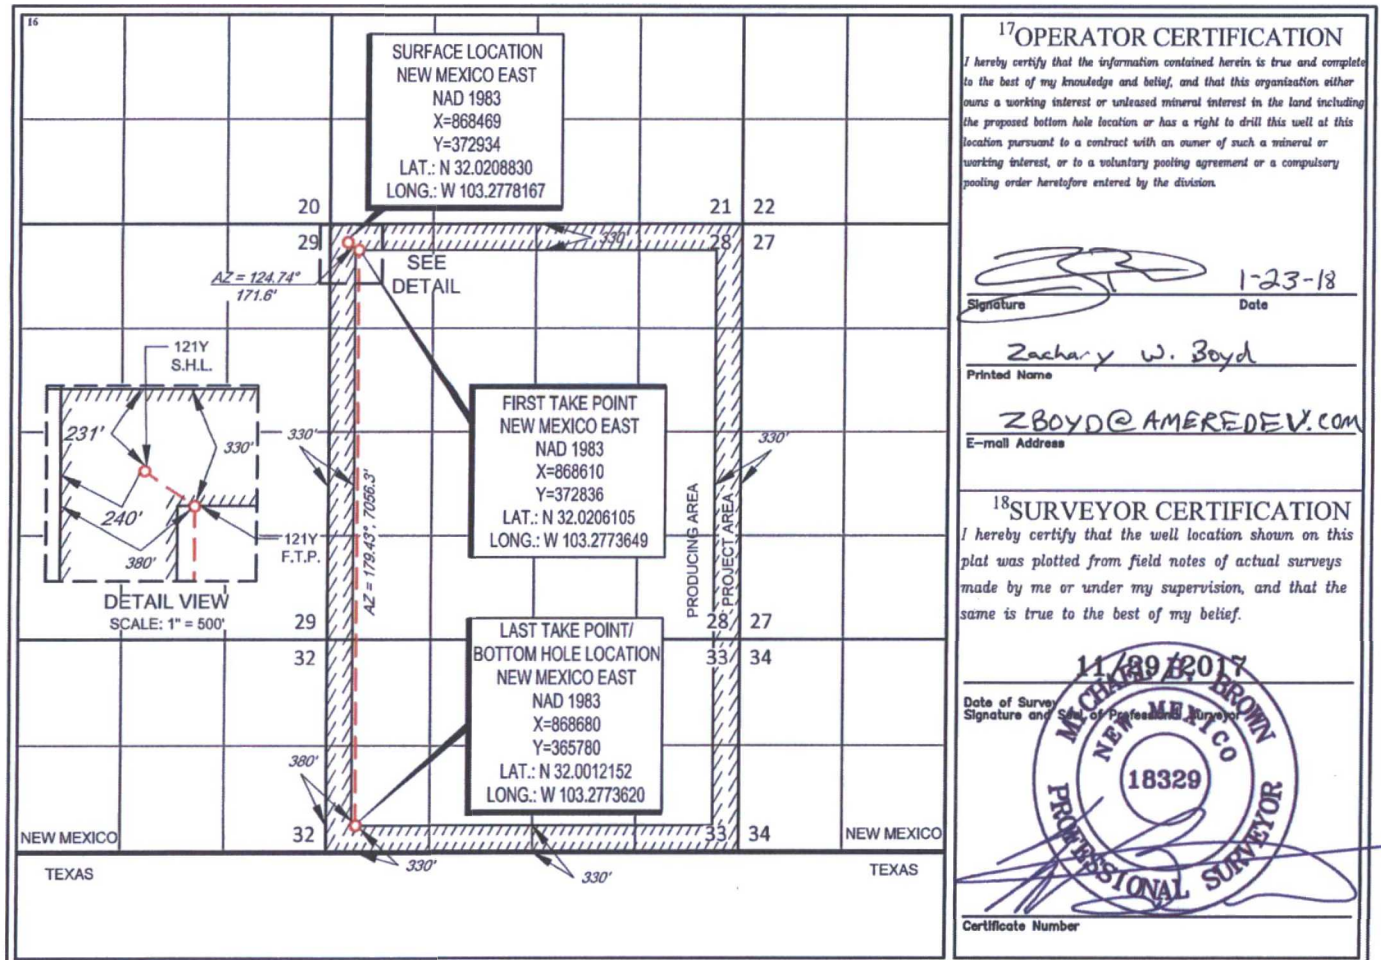 16
SURFACE LOCATION
NEW MEXICO EAST
NAD 1983
X=868469
Y=372934
LAT.: N 32.0208830
LONG.: W 103.2778167
20
21
22
29
28
27
330'
SEE
DETAIL
AZ = 124.74°
171.6'
121Y
S.H.L.
231'
330'
240'
380'
121Y
F.T.P.
DETAIL VIEW
SCALE: 1" = 500'
330'
AZ = 179.43°, 7056.3'
FIRST TAKE POINT
NEW MEXICO EAST
NAD 1983
X=868610
Y=372836
LAT.: N 32.0206105
LONG.: W 103.2773649
330'
PRODUCING AREA
PROJECT AREA
29
28
27
32
33
34
LAST TAKE POINT/
BOTTOM HOLE LOCATION
NEW MEXICO EAST
NAD 1983
X=868680
Y=365780
LAT.: N 32.0012152
LONG.: W 103.2773620
380'
NEW MEXICO
32
33
34
NEW MEXICO
TEXAS
330'
330'
TEXAS
17 OPERATOR CERTIFICATION
I hereby certify that the information contained herein is true and complete
to the best of my knowledge and belief, and that this organization either
owns a working interest or unleased mineral interest in the land including
the proposed bottom hole location or has a right to drill this well at this
location pursuant to a contract with an owner of such a mineral or
working interest, or to a voluntary pooling agreement or a compulsory
pooling order heretofore entered by the division.
1-23-18
Signature
Date
Zachary W. Boyd
Printed Name
ZBOYD@AMEREDEV.COM
E-mail Address
18 SURVEYOR CERTIFICATION
I hereby certify that the well location shown on this
plat was plotted from field notes of actual surveys
made by me or under my supervision, and that the
same is true to the best of my belief.
11/29/2017
Date of Survey
Signature and Seal of Professional Surveyor
MICHAEL B. BROWN
NEW MEXICO
18329
PROFESSIONAL SURVEYOR
Certificate Number